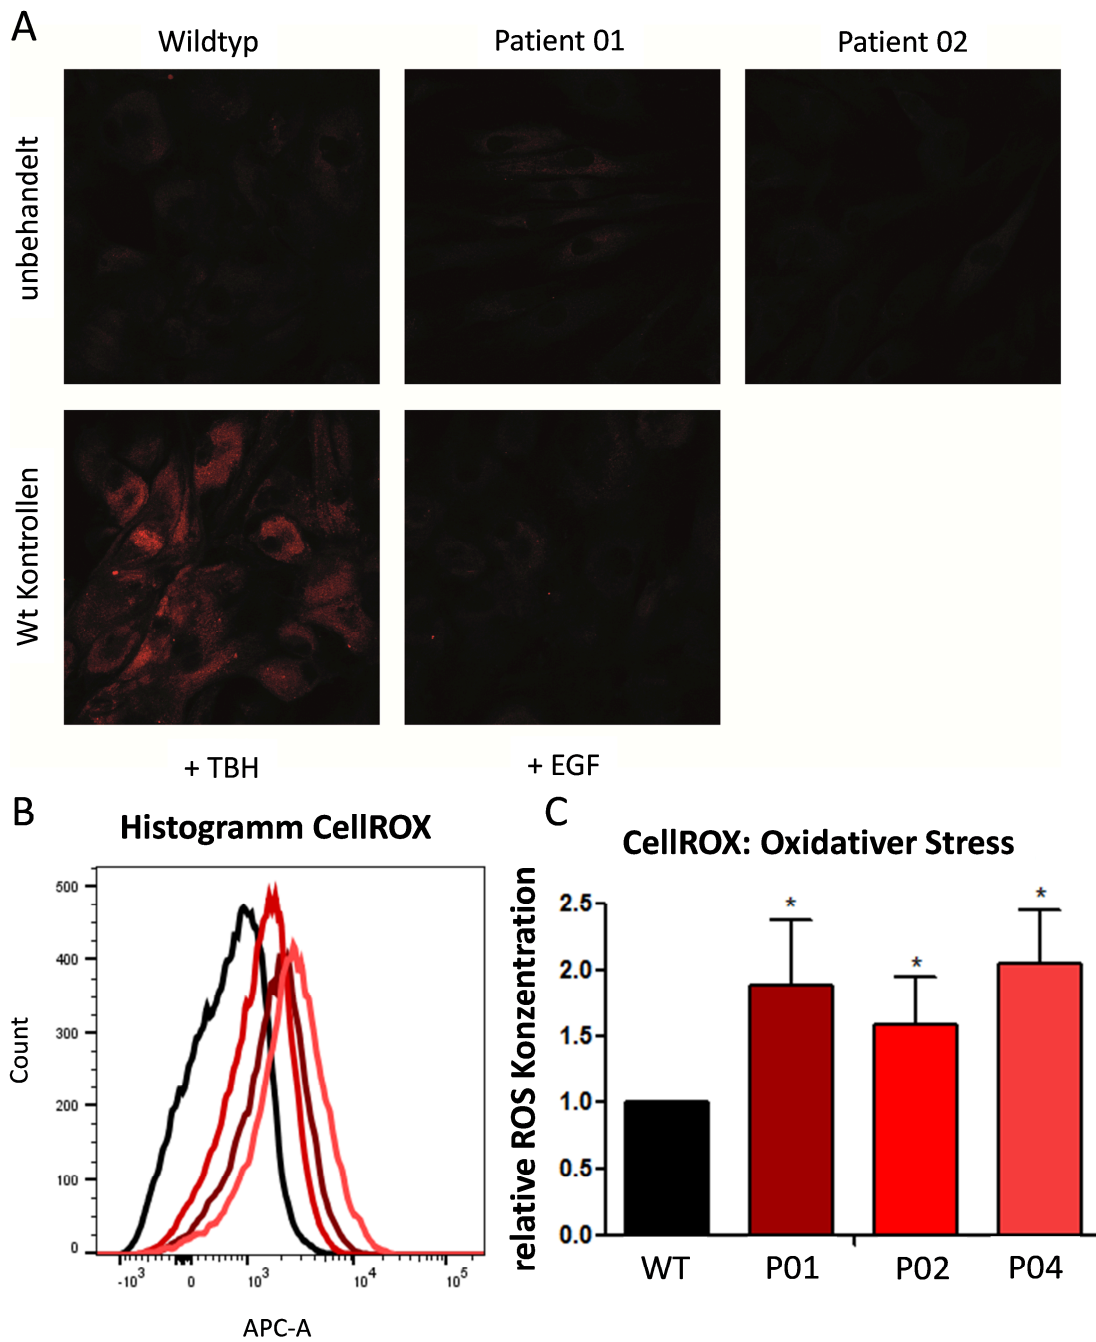 A
Wildtyp
Patient 01
Patient 02
unbehandelt
Wt Kontrollen
+ TBH
+ EGF
B
Histogramm CellROX
Count
500
400
300
200
100
0
-10³
0
10³
10⁴
10⁵
APC-A
C
CellROX: Oxidativer Stress
relative ROS Konzentration
2.5
2.0
1.5
1.0
0.5
0.0
*
*
*
WT
P01
P02
P04